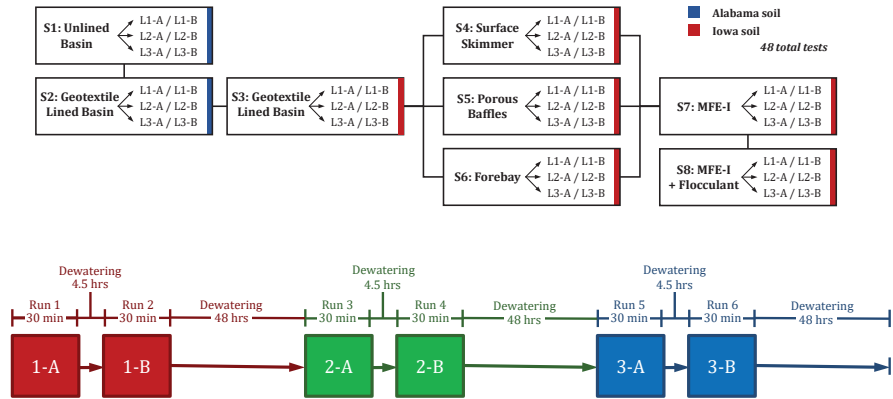 S1: Unlined
Basin
L1-A / L1-B
L2-A / L2-B
L3-A / L3-B
S2: Geotextile
Lined Basin
L1-A / L1-B
L2-A / L2-B
L3-A / L3-B
S3: Geotextile
Lined Basin
L1-A / L1-B
L2-A / L2-B
L3-A / L3-B
S4: Surface
Skimmer
L1-A / L1-B
L2-A / L2-B
L3-A / L3-B
S5: Porous
Baffles
L1-A / L1-B
L2-A / L2-B
L3-A / L3-B
S6: Forebay
L1-A / L1-B
L2-A / L2-B
L3-A / L3-B
S7: MFE-I
L1-A / L1-B
L2-A / L2-B
L3-A / L3-B
S8: MFE-I
+ Flocculant
L1-A / L1-B
L2-A / L2-B
L3-A / L3-B
Alabama soil
Iowa soil
48 total tests
Dewatering
4.5 hrs
Run 1
30 min
Run 2
30 min
Dewatering
48 hrs
Dewatering
4.5 hrs
Run 3
30 min
Run 4
30 min
Dewatering
48 hrs
Dewatering
4.5 hrs
Run 5
30 min
Run 6
30 min
Dewatering
48 hrs
1-A
1-B
2-A
2-B
3-A
3-B